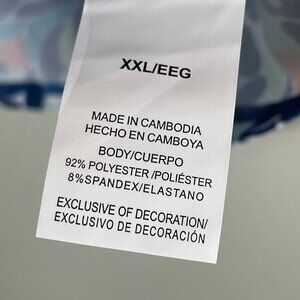 XXL/EEG
MADE IN CAMBODIA
HECHO EN CAMBOYA
BODY/CUERPO
92% POLYESTER /POLIÉSTER
8%SPANDEX/ELASTANO
EXCLUSIVE OF DECORATION/
EXCLUSIVO DE DECORACIÓN